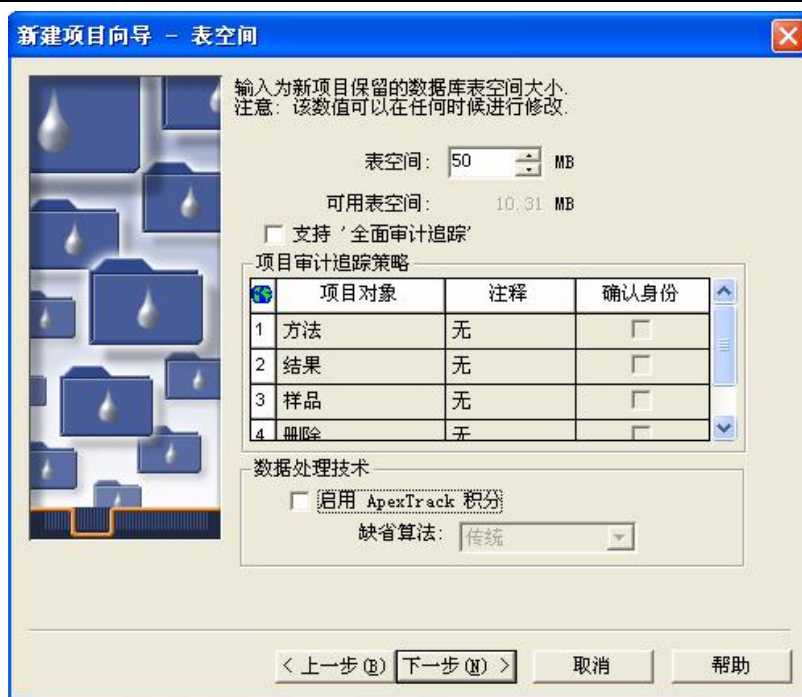 新建项目向导 - 表空间
输入为新项目保留的数据库表空间大小.
注意: 该数值可以在任何时候进行修改.
表空间: 50 MB
可用表空间: 10.31 MB
支持 '全面审计追踪'
项目审计追踪策略
项目对象 注释 确认身份
1 方法 无
2 结果 无
3 样品 无
4 删除 无
数据处理技术
启用 ApexTrack 积分
缺省算法: 传统
< 上一步(B) 下一步(N) > 取消 帮助